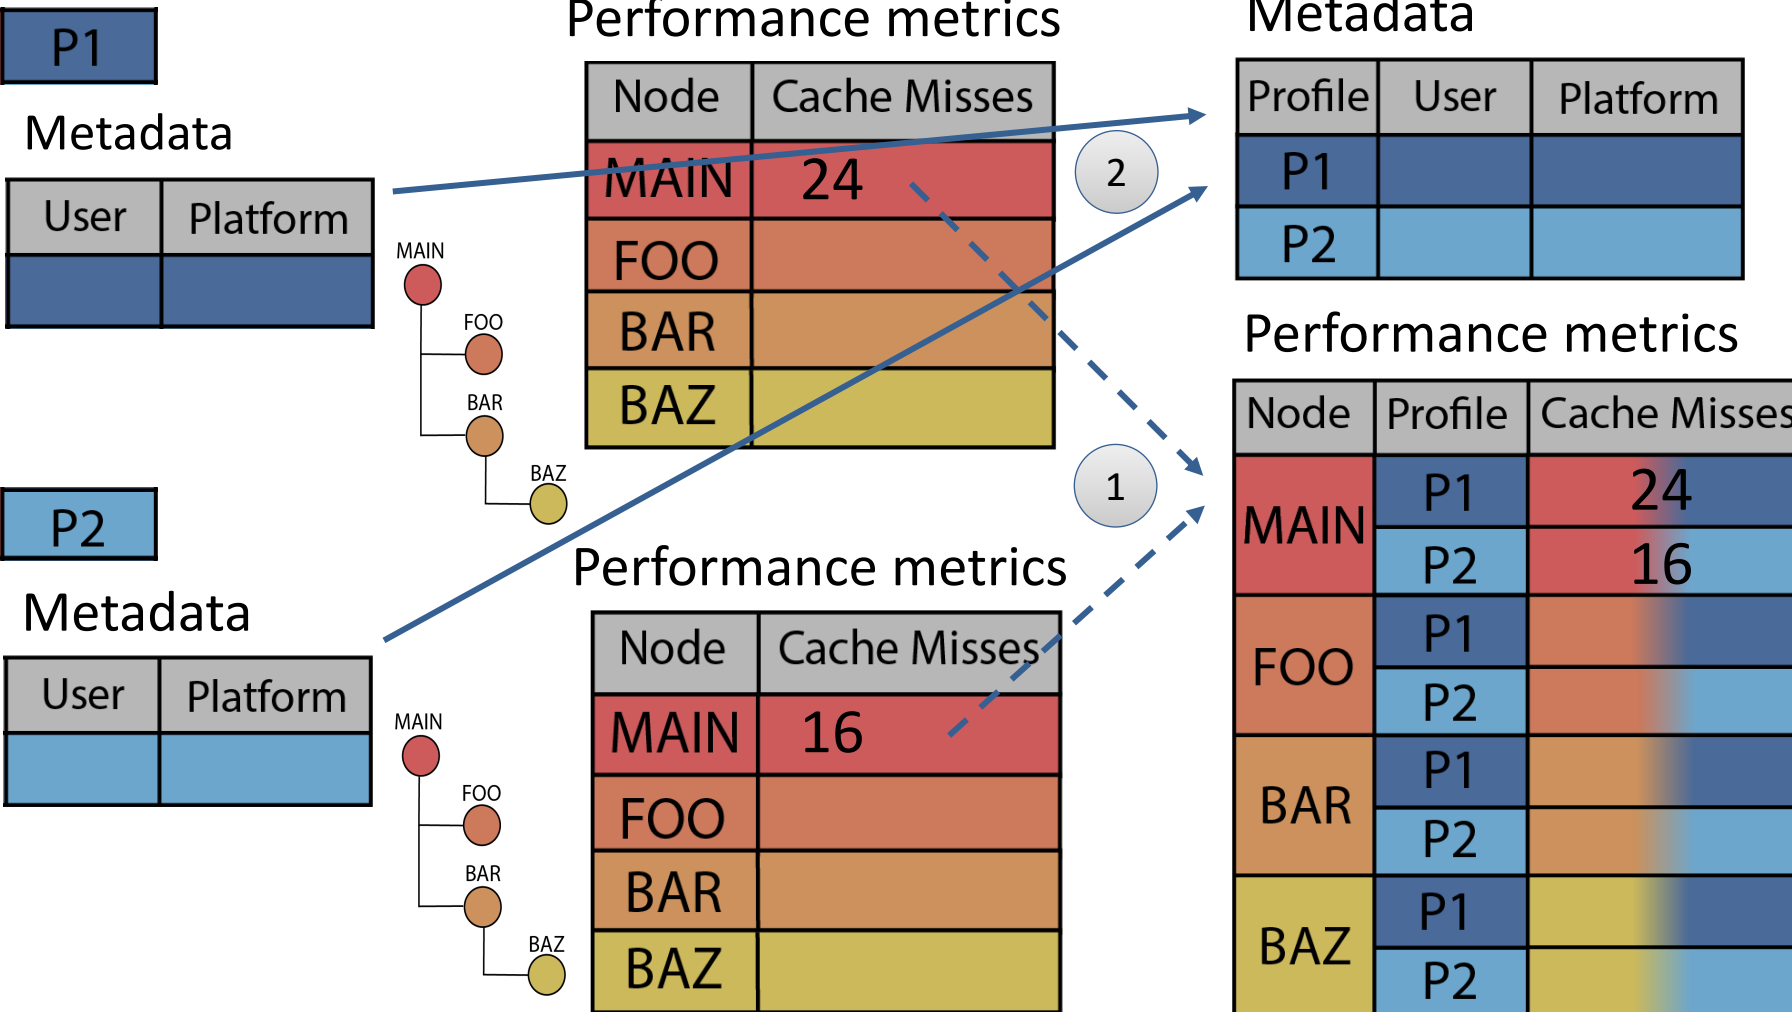 P1
Metadata
User Platform
MAIN
FOO
BAR
BAZ
Performance metrics
Node Cache Misses
MAIN 24
FOO
BAR
BAZ
P2
Metadata
User Platform
MAIN
FOO
BAR
BAZ
Performance metrics
Node Cache Misses
MAIN 16
FOO
BAR
BAZ
2
1
Metadata
Profile User Platform
P1
P2
Performance metrics
Node Profile Cache Misses
MAIN P1 24
P2 16
FOO P1
P2
BAR P1
P2
BAZ P1
P2